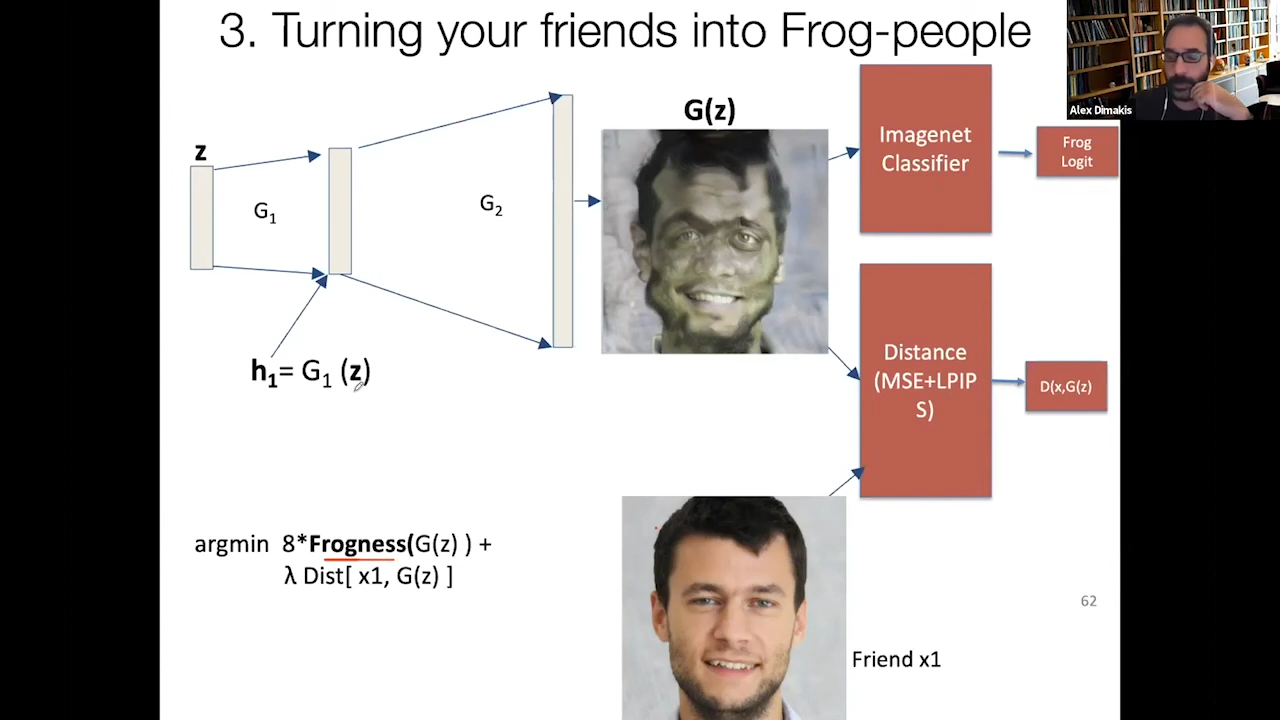 3. Turning your friends into Frog-people
Alex Dimakis
z
G1
h1= G1 (z)
G2
G(z)
Imagenet
Classifier
Frog
Logit
Distance
(MSE+LPIP
S)
D(x,G(z)
argmin 8*Frogness(G(z) ) +
λ Dist[ x1, G(z) ]
Friend x1
62